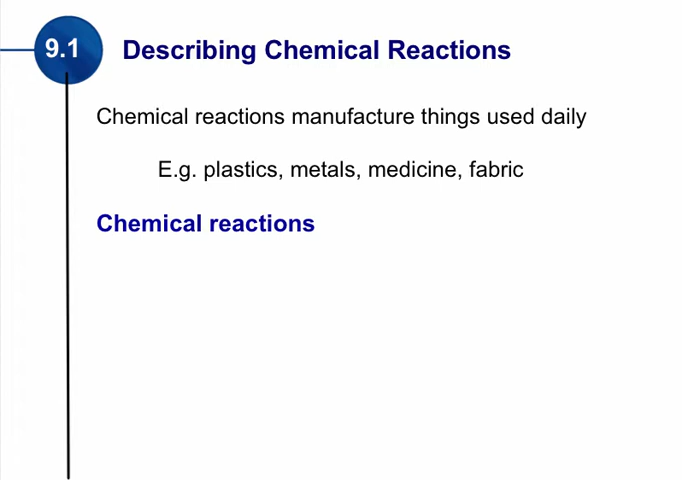 9.1 Describing Chemical Reactions
Chemical reactions manufacture things used daily
E.g. plastics, metals, medicine, fabric
Chemical reactions